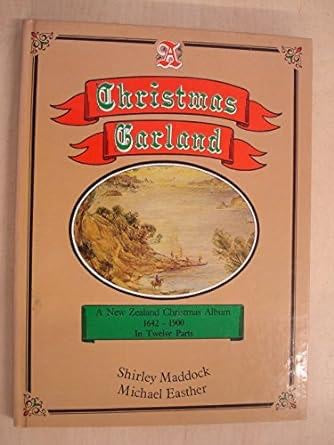 A
Christmas
Garland
A New Zealand Christmas Album
1642 - 1900
In Twelve Parts
Shirley Maddock
Michael Easther